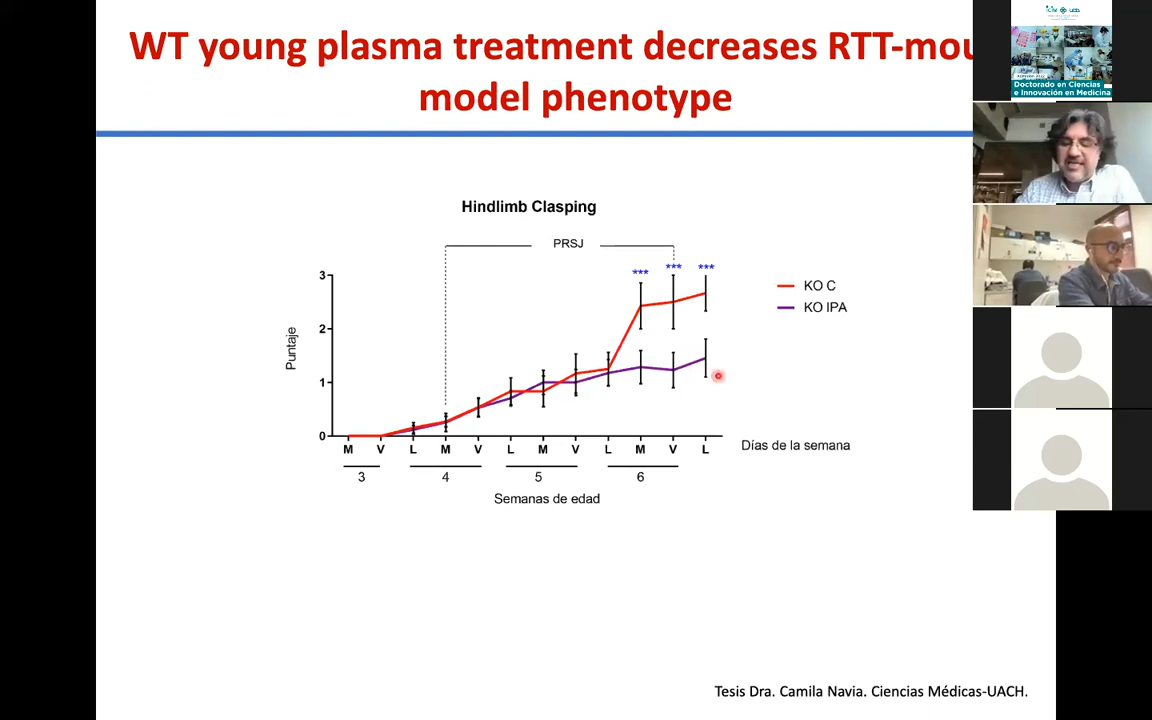 WT young plasma treatment decreases RTT-mou
model phenotype
Hindlimb Clasping
PRSJ
*** *** ***
KO C
KO IPA
Puntaje
3
2
1
0
M V L M V L M V L M V L
Días de la semana
3 4 5 6
Semanas de edad
Tesis Dra. Camila Navia. Ciencias Médicas-UACH.
Doctorado en Ciencias
e Innovación en Medicina